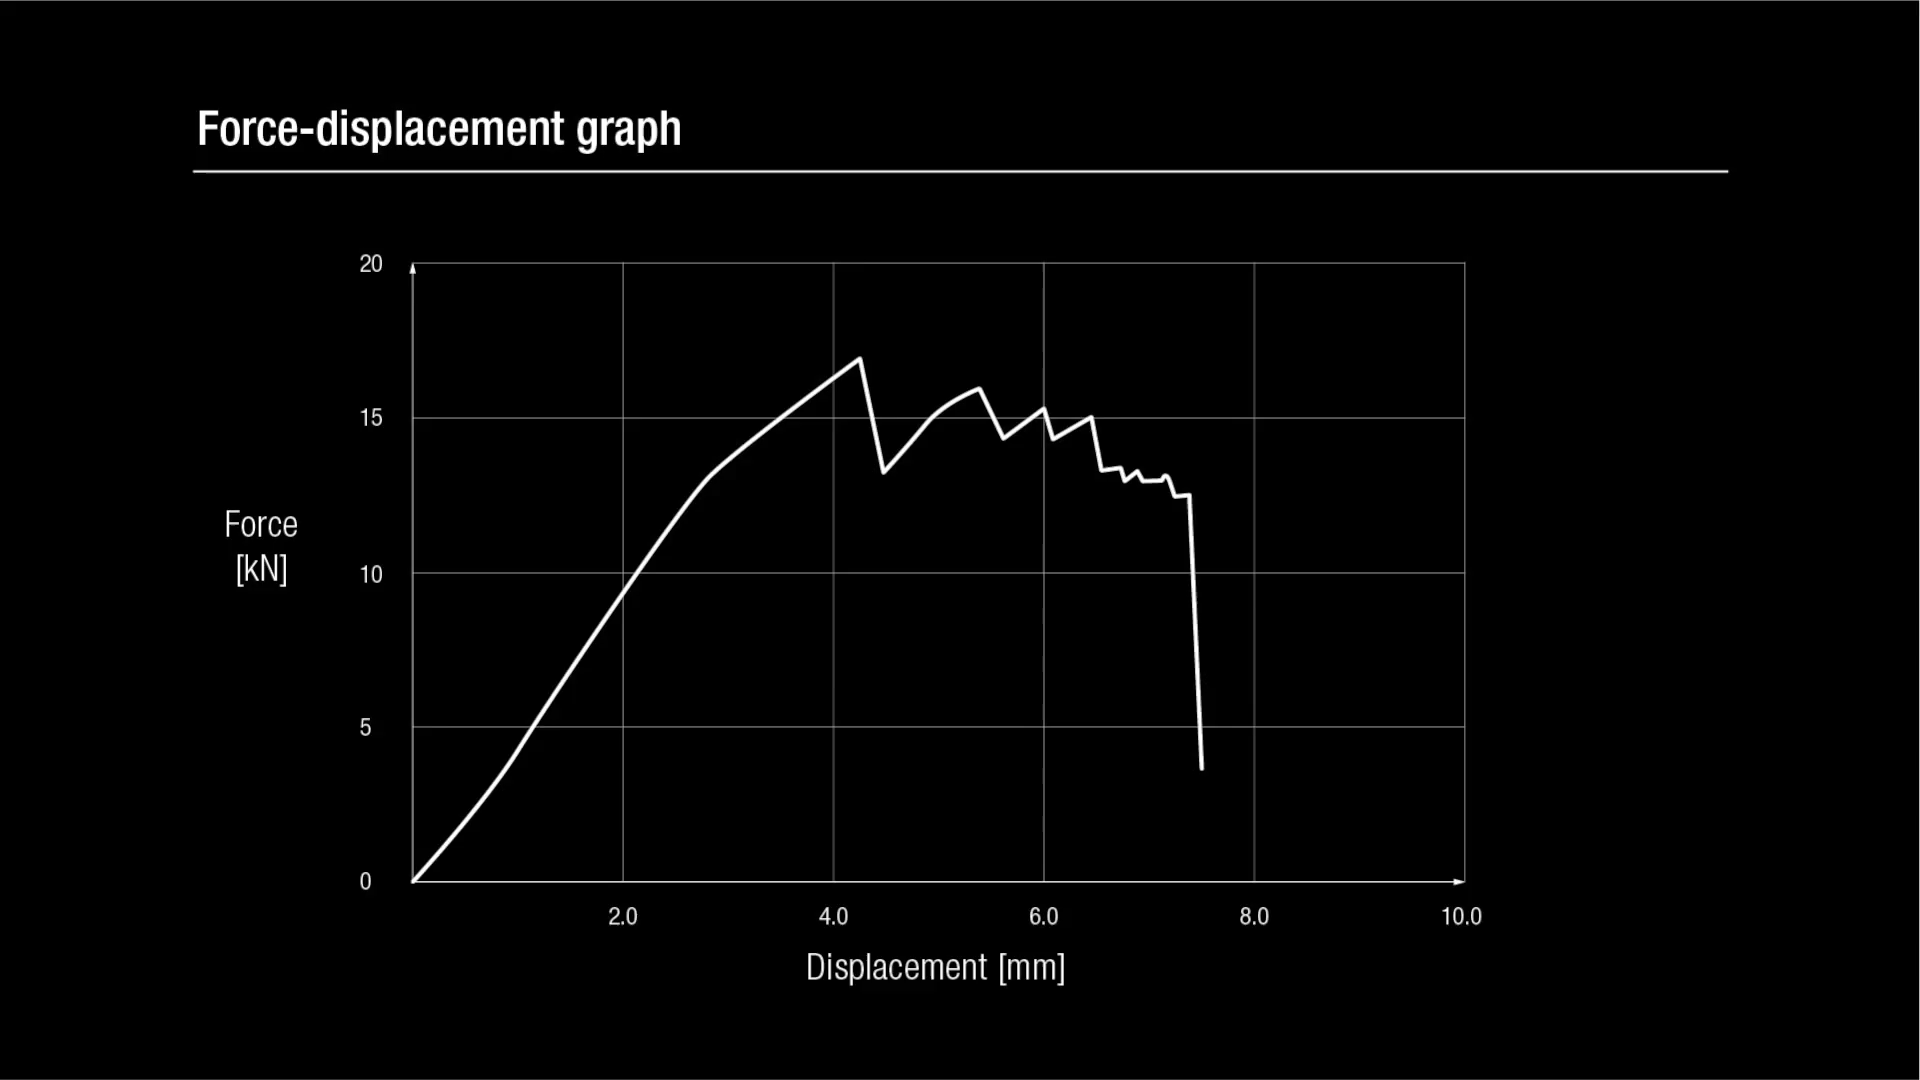 Force-displacement graph
20
15
Force
[kN]
10
5
0
2.0
4.0
6.0
8.0
10.0
Displacement [mm]